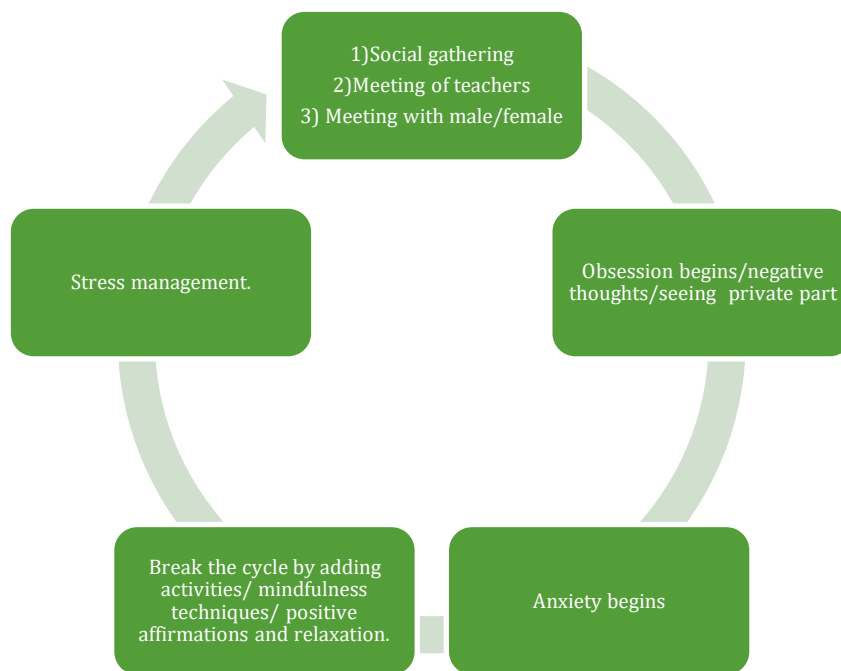 1)Social gathering
2)Meeting of teachers
3) Meeting with male/female
Obsession begins/negative
thoughts/seeing  private part
Anxiety begins
Break the cycle by adding
activities/ mindfulness
techniques/ positive
affirmations and relaxation.
Stress management.